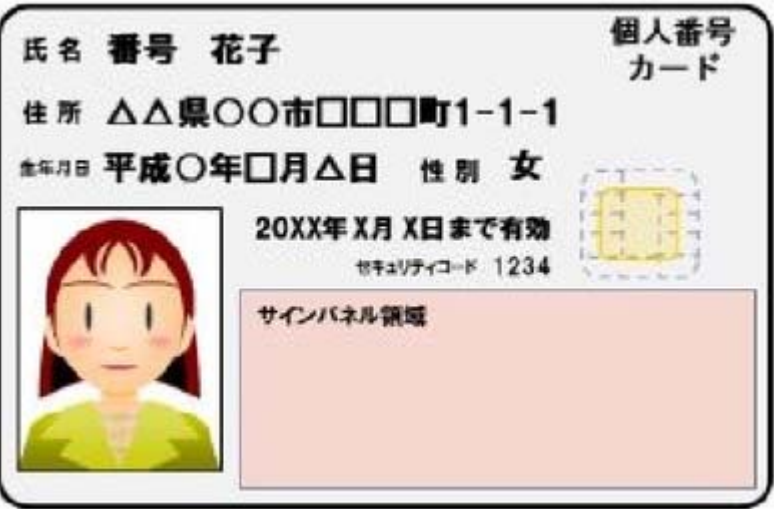 氏名 番号 花子
個人番号
カード
住所 △△県○○市□□□町1-1-1
生年月日 平成○年□月△日 性別 女
20XX年X月X日まで有効
セキュリティコード 1234
サインパネル領域